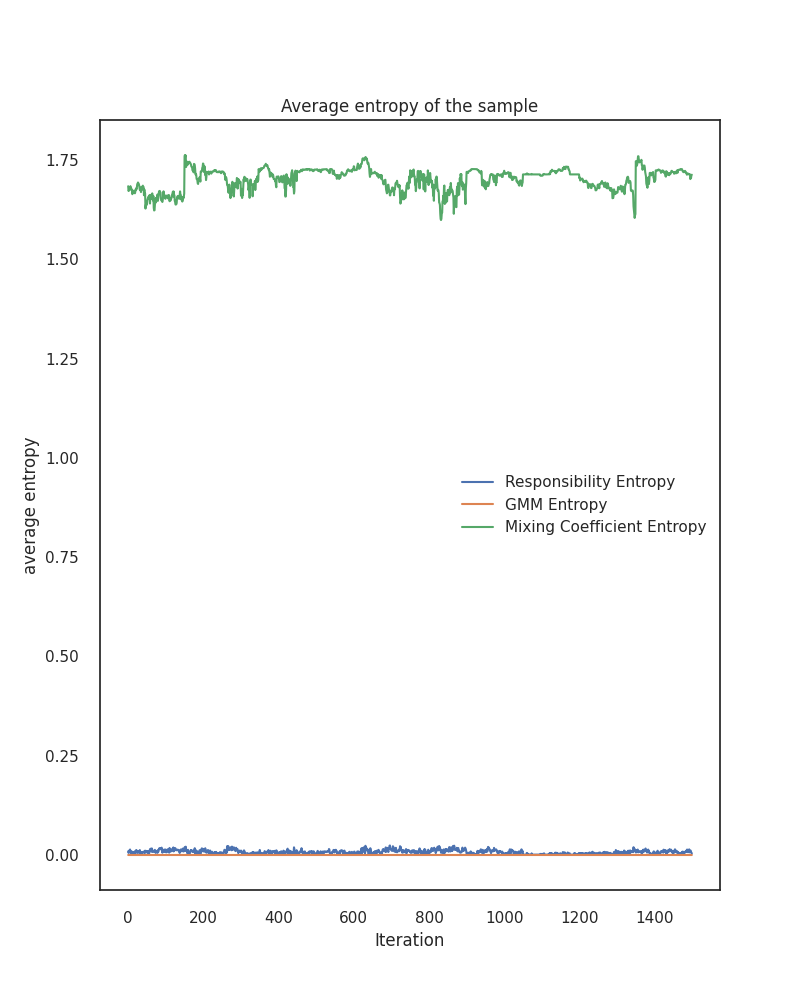 Average entropy of the sample
1.75
1.50
1.25
1.00
0.75
0.50
0.25
0.00
average entropy
Responsibility Entropy
GMM Entropy
Mixing Coefficient Entropy
0 200 400 600 800 1000 1200 1400
Iteration